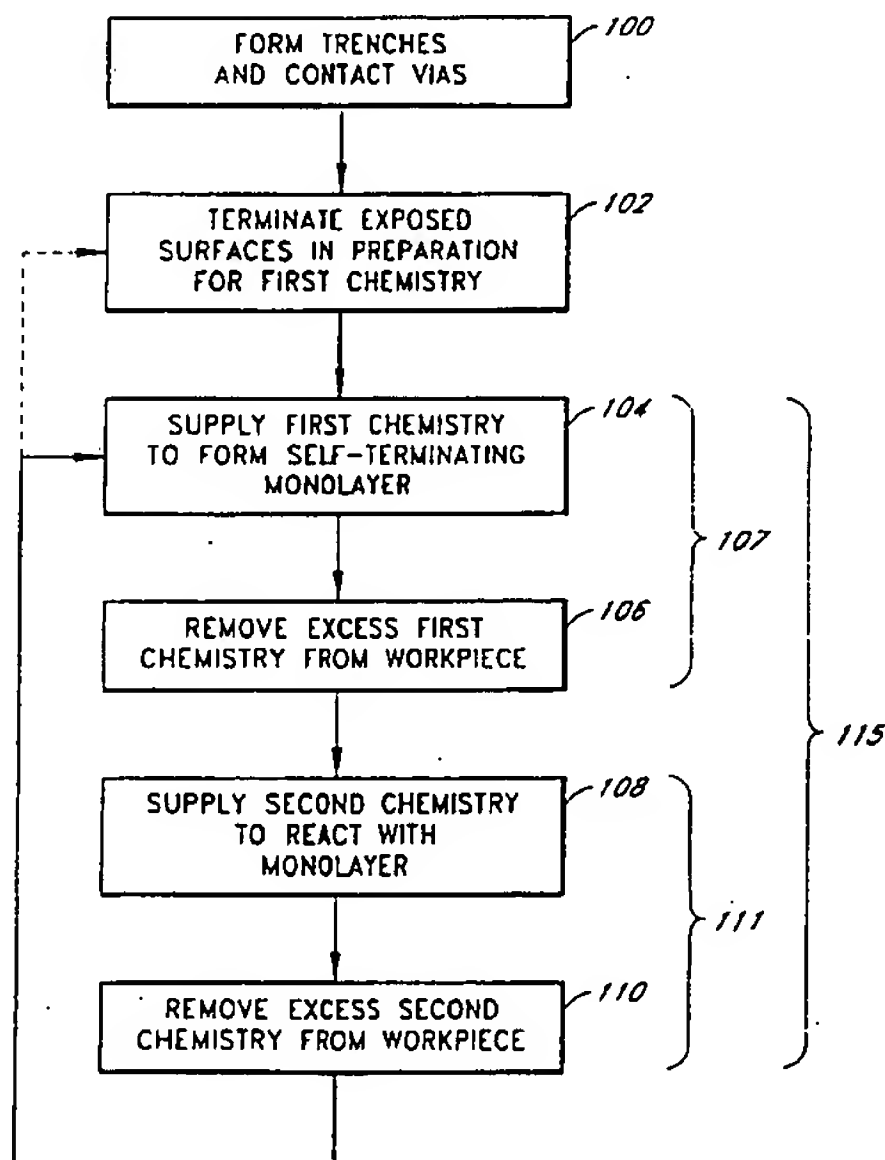 FORM TRENCHES
AND CONTACT VIAS
100
TERMINATE EXPOSED
SURFACES IN PREPARATION
FOR FIRST CHEMISTRY
102
SUPPLY FIRST CHEMISTRY
TO FORM SELF-TERMINATING
MONOLAYER
104
107
REMOVE EXCESS FIRST
CHEMISTRY FROM WORKPIECE
106
115
SUPPLY SECOND CHEMISTRY
TO REACT WITH
MONOLAYER
108
111
REMOVE EXCESS SECOND
CHEMISTRY FROM WORKPIECE
110